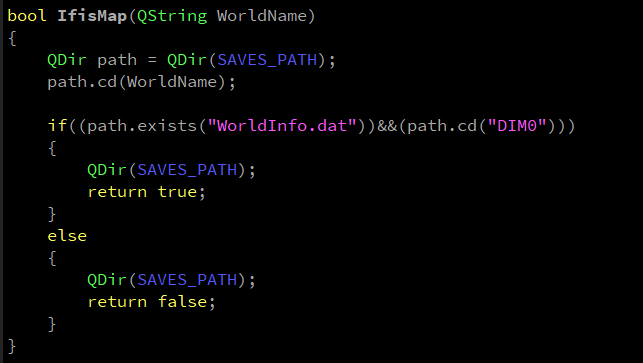 bool IfisMap(QString WorldName)
{
    QDir path = QDir(SAVES_PATH);
    path.cd(WorldName);

    if((path.exists("WorldInfo.dat"))&&(path.cd("DIM0")))
    {
        QDir(SAVES_PATH);
        return true;
    }
    else
    {
        QDir(SAVES_PATH);
        return false;
    }
}